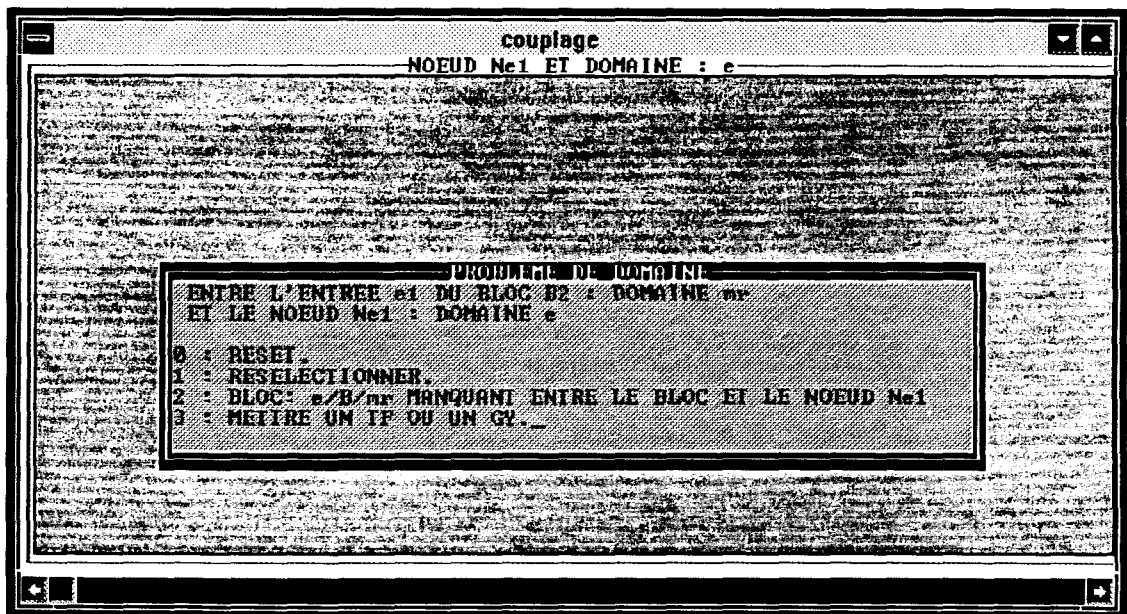 couplage
NOEUD Ne1 ET DOMAINE : e
PROBLEME DE DOMAINE
ENTRE L'ENTREE e1 DU BLOC B2 : DOMAINE mr
ET LE NOEUD Ne1 : DOMAINE e
0 : RESET.
1 : RESELECTIONNER.
2 : BLOC: e/B/mr MANQUANT ENTRE LE BLOC ET LE NOEUD Ne1
3 : METTRE UN TF OU UN GY._